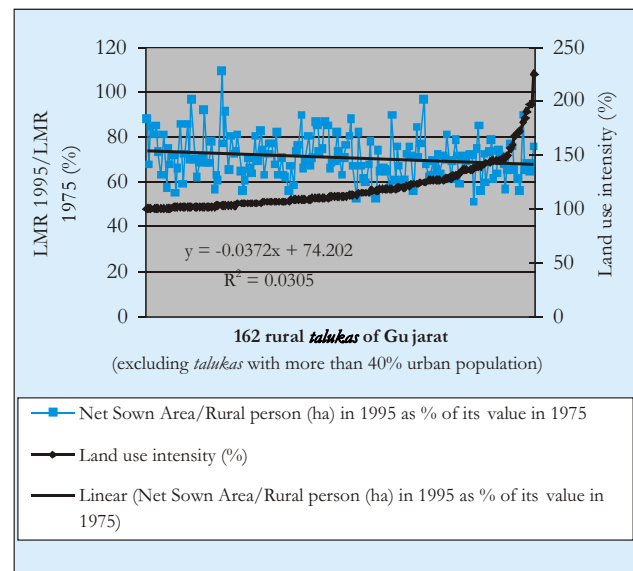 120
100
80
60
40
20
0
LMR 1995/LMR
1975 (%)
250
200
150
100
50
0
Land use intensity (%)
y = -0.0372x + 74.202
R² = 0.0305
162 rural talukas of Gujarat
(excluding talukas with more than 40% urban population)
Net Sown Area/Rural person (ha) in 1995 as % of its value in 1975
Land use intensity (%)
Linear (Net Sown Area/Rural person (ha) in 1995 as % of its value in
1975)